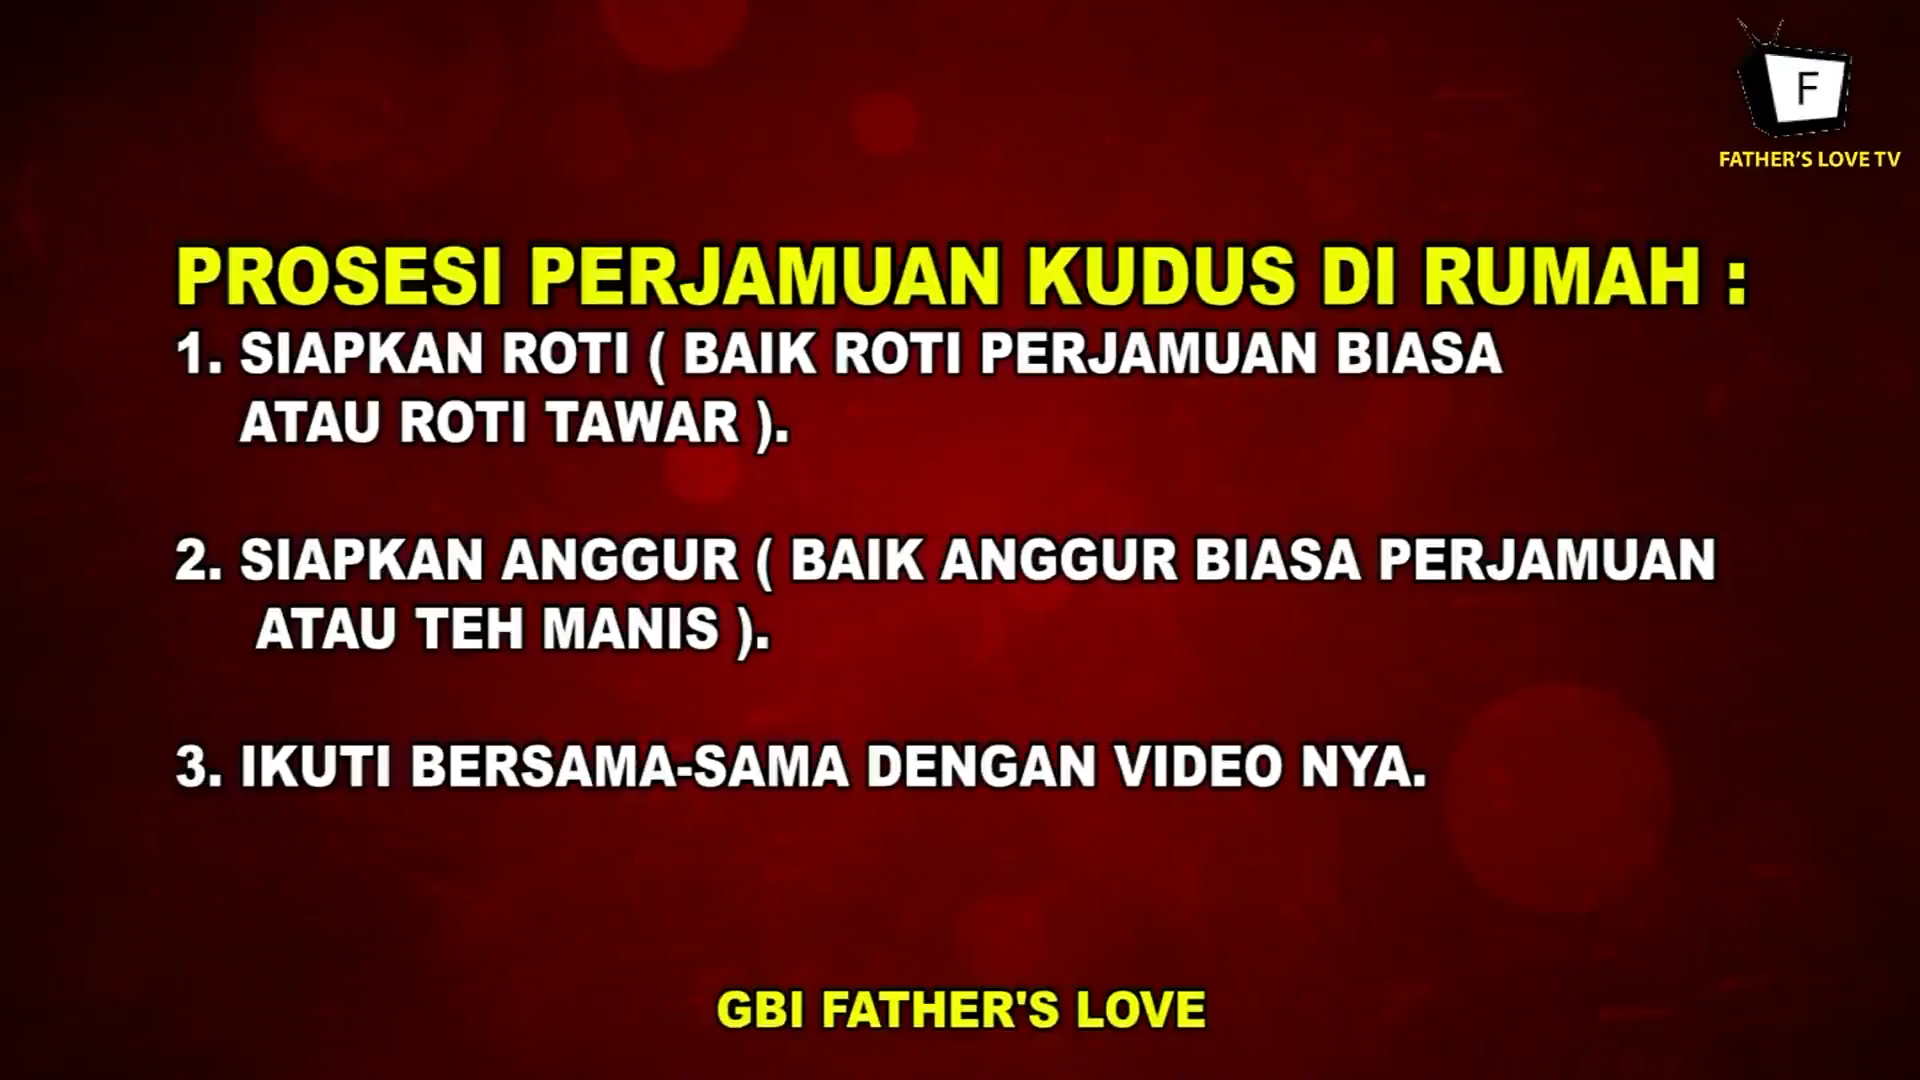 F
FATHER'S LOVE TV
PROSESI PERJAMUAN KUDUS DI RUMAH :
1. SIAPKAN ROTI ( BAIK ROTI PERJAMUAN BIASA
ATAU ROTI TAWAR ).
2. SIAPKAN ANGGUR ( BAIK ANGGUR BIASA PERJAMUAN
ATAU TEH MANIS ).
3. IKUTI BERSAMA-SAMA DENGAN VIDEO NYA.
GBI FATHER'S LOVE